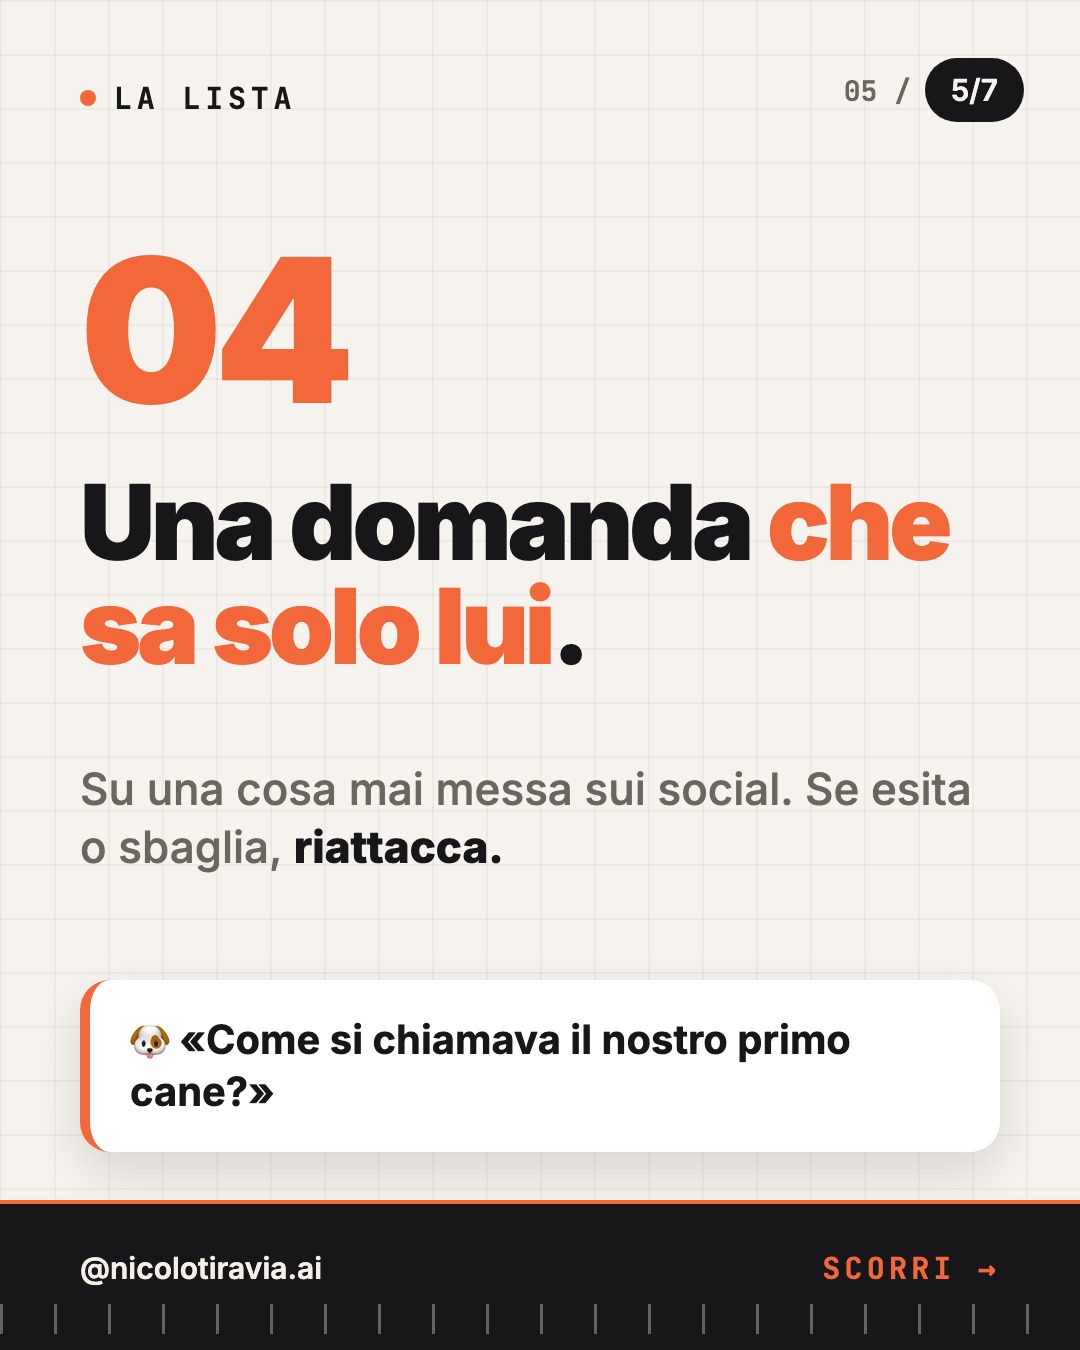 LA LISTA
05 / 5/7
04
Una domanda che
sa solo lui.
Su una cosa mai messa sui social. Se esita
o sbaglia, riattacca.
🐶 «Come si chiamava il nostro primo
cane?»
@nicolotiravia.ai
SCORRI →